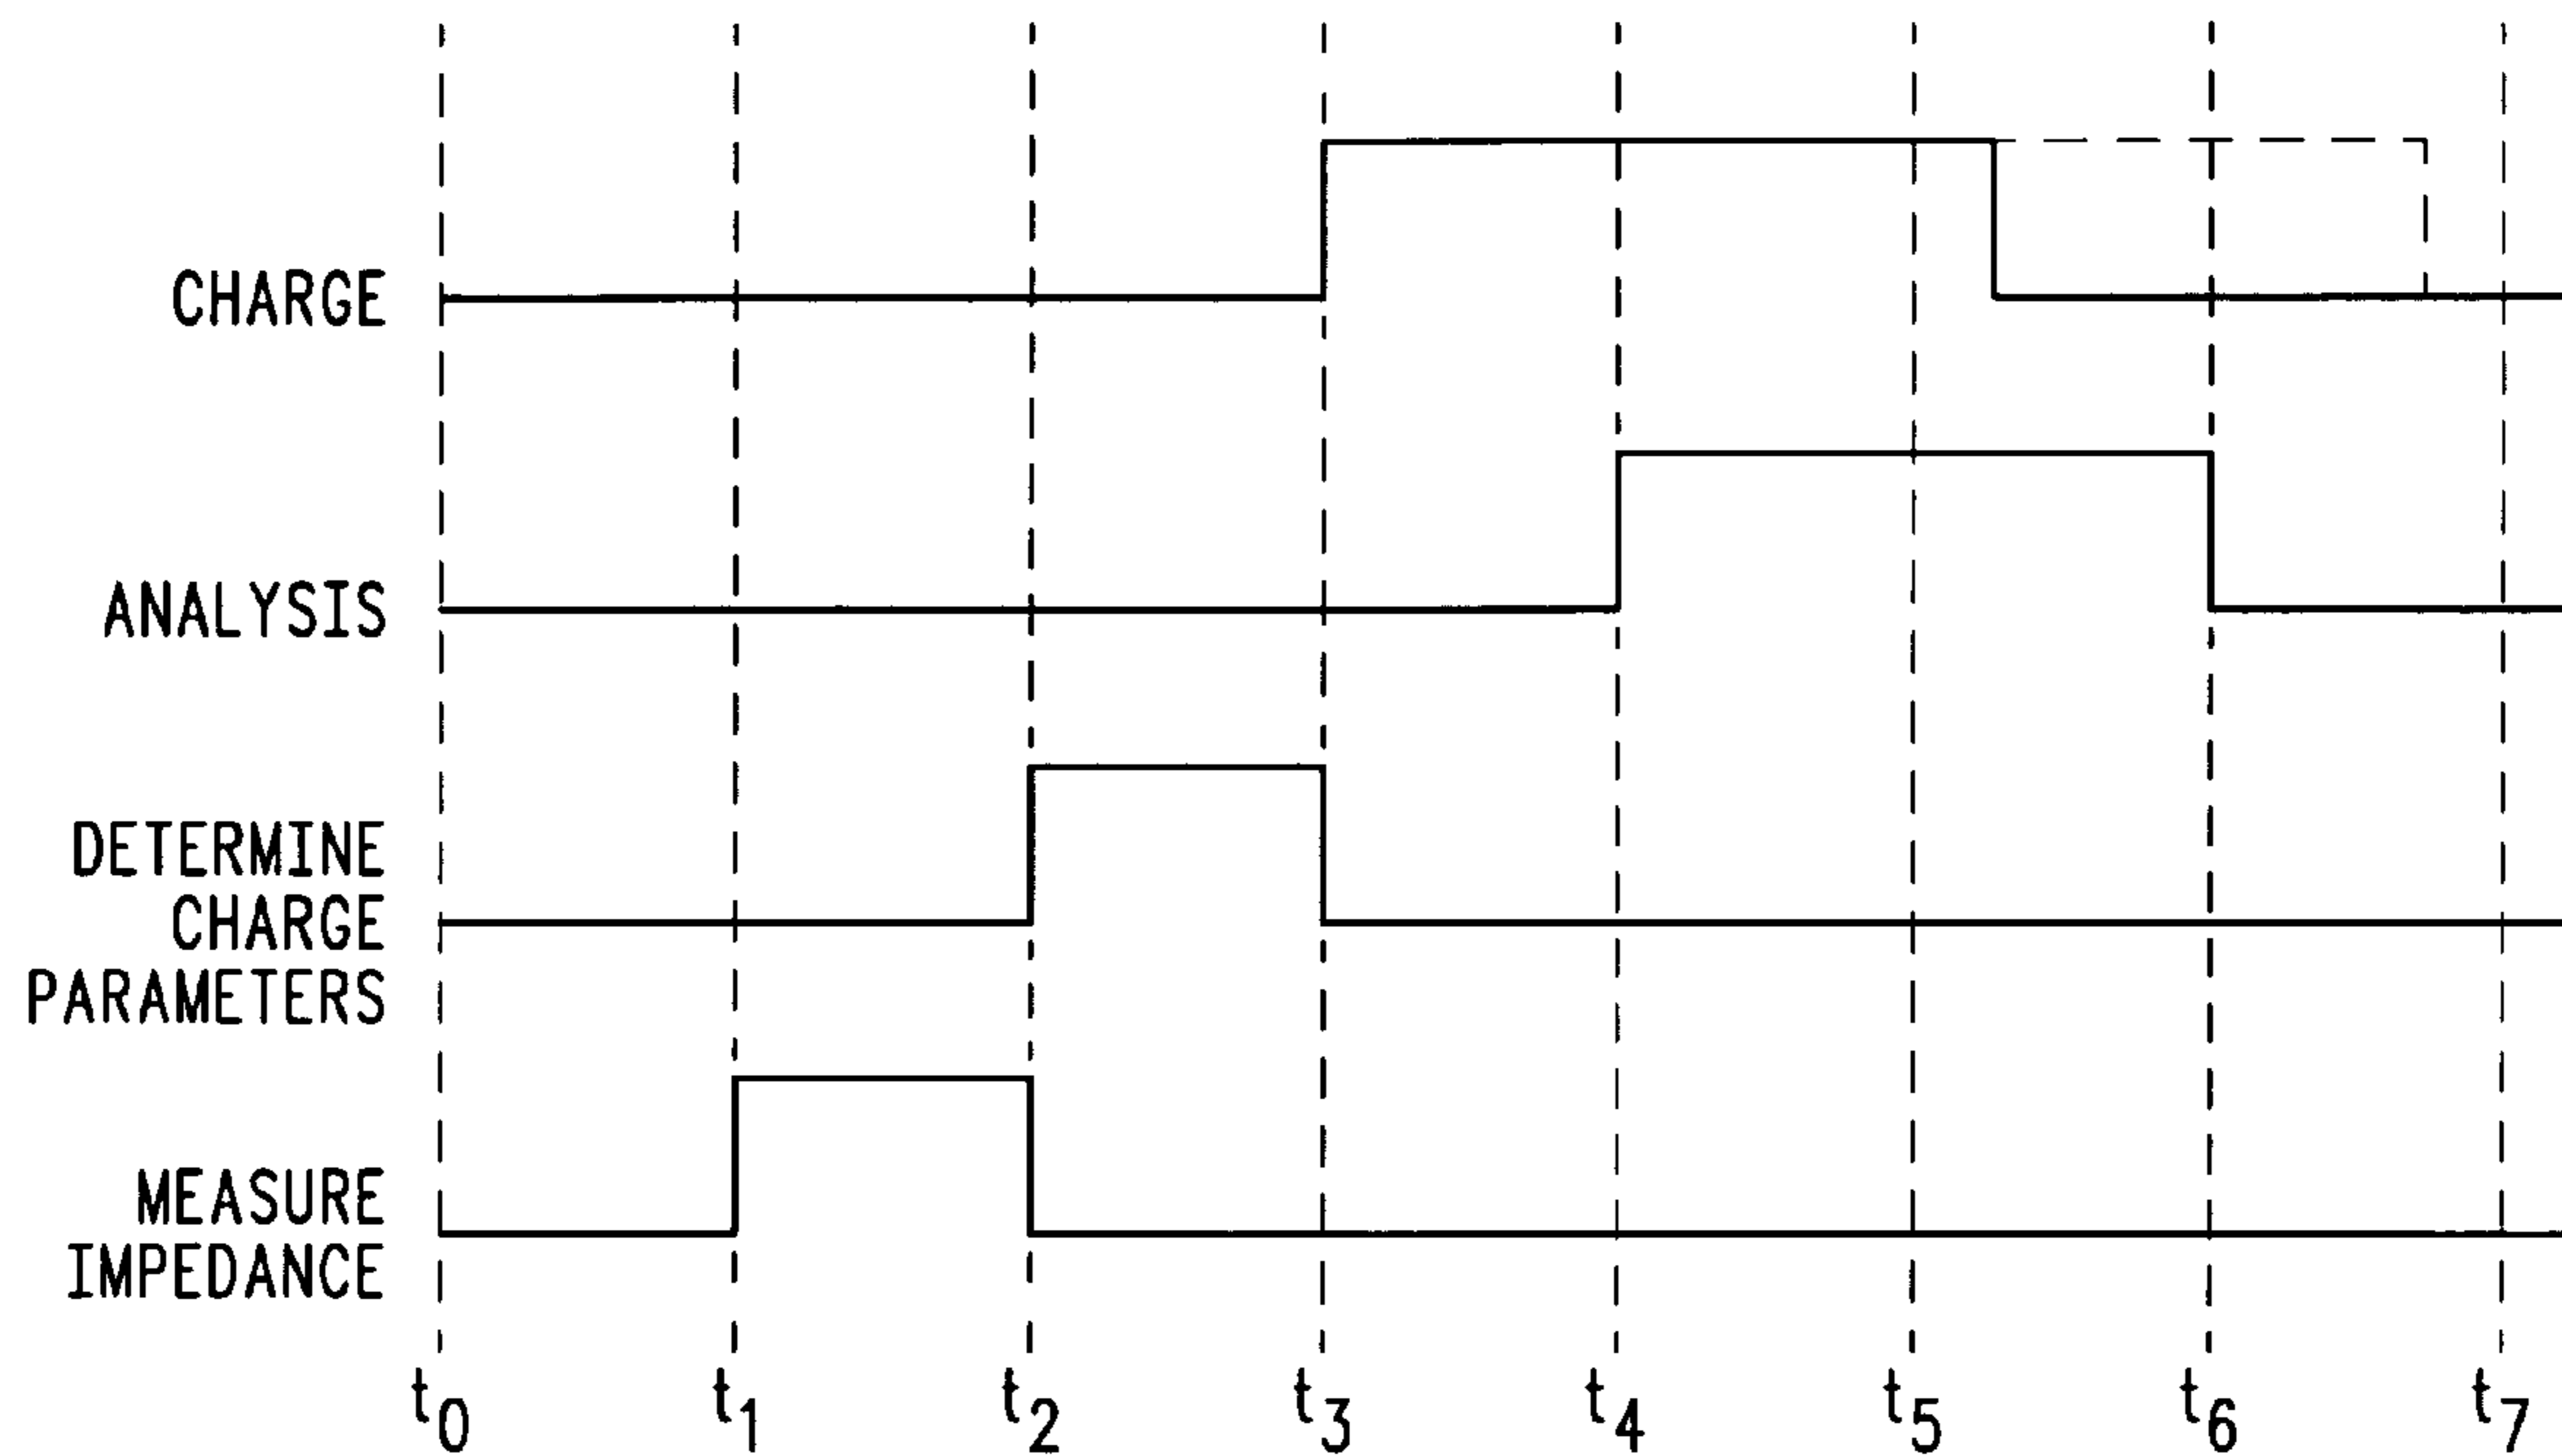 CHARGE
ANALYSIS
DETERMINE
CHARGE
PARAMETERS
MEASURE
IMPEDANCE
t0 t1 t2 t3 t4 t5 t6 t7